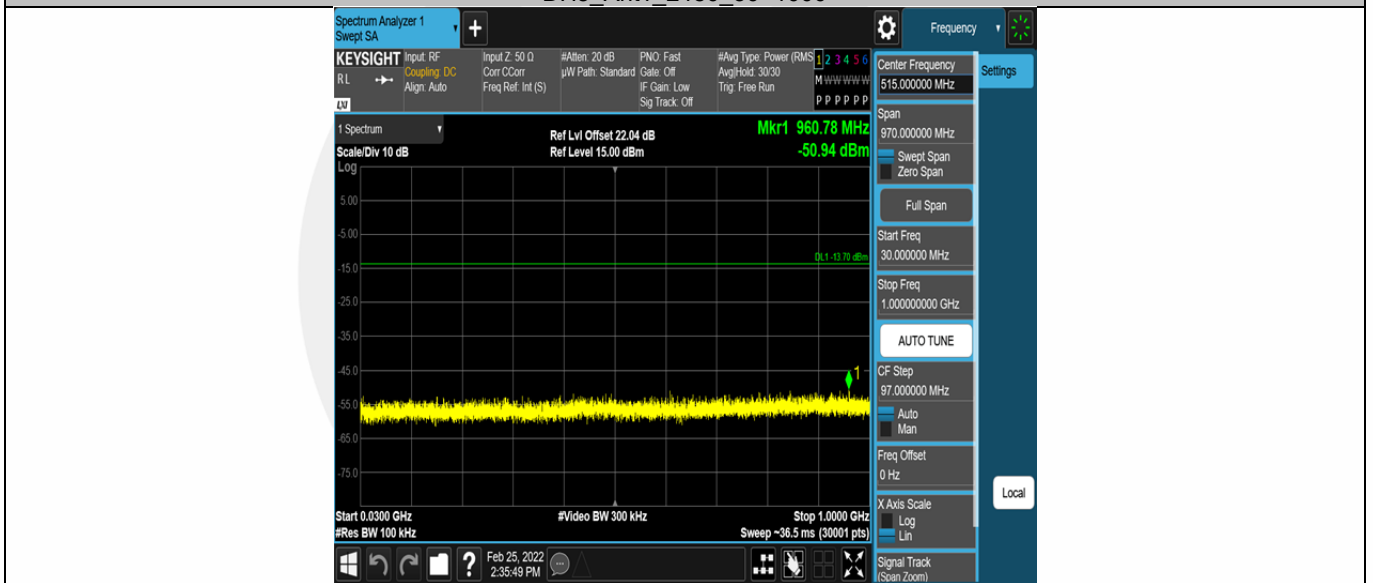 Spectrum Analyzer 1
Swept SA
Frequency
KEYSIGHT
RL
LXI
Input: RF
Coupling: DC
Align: Auto
Input Z: 50 Ω
Corr CCorr
Freq Ref: Int (S)
#Atten: 20 dB
µW Path: Standard
PNO: Fast
Gate: Off
IF Gain: Low
Sig Track: Off
#Avg Type: Power (RMS
Avg|Hold: 30/30
Trig: Free Run
1 2 3 4 5 6
M W W W W W
P P P P P P
1 Spectrum
Scale/Div 10 dB
Ref Lvl Offset 22.04 dB
Ref Level 15.00 dBm
Mkr1 960.78 MHz
-50.94 dBm
Log
5.00
-5.00
-15.0
-25.0
-35.0
-45.0
-55.0
-65.0
-75.0
DL1 -13.70 dBm
1
Start 0.0300 GHz
#Res BW 100 kHz
#Video BW 300 kHz
Stop 1.0000 GHz
Sweep ~36.5 ms (30001 pts)
Feb 25, 2022
2:35:49 PM
Center Frequency
515.000000 MHz
Settings
Span
970.000000 MHz
Swept Span
Zero Span
Full Span
Start Freq
30.000000 MHz
Stop Freq
1.000000000 GHz
AUTO TUNE
CF Step
97.000000 MHz
Auto
Man
Freq Offset
0 Hz
X Axis Scale
Log
Lin
Local
Signal Track
(Span Zoom)